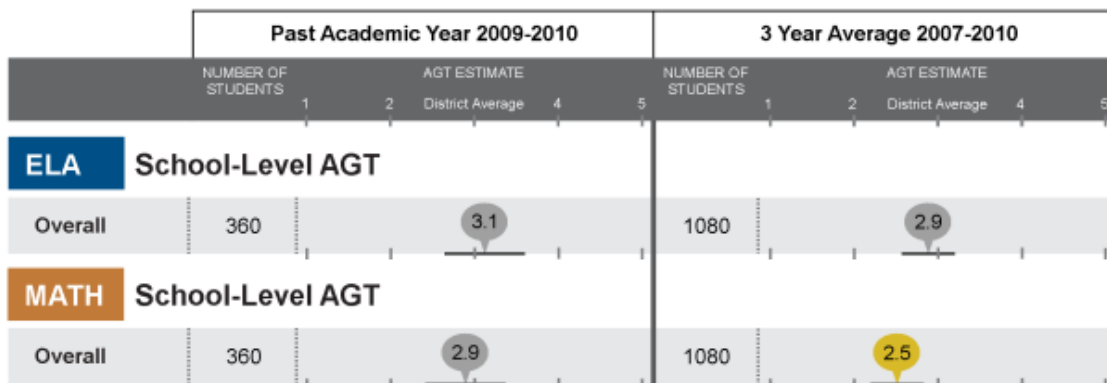 Past Academic Year 2009-2010 3 Year Average 2007-2010
NUMBER OF STUDENTS AGT ESTIMATE NUMBER OF STUDENTS AGT ESTIMATE
1 2 District Average 4 5 1 2 District Average 4 5
ELA School-Level AGT
Overall 360 3.1 1080 2.9
MATH School-Level AGT
Overall 360 2.9 1080 2.5